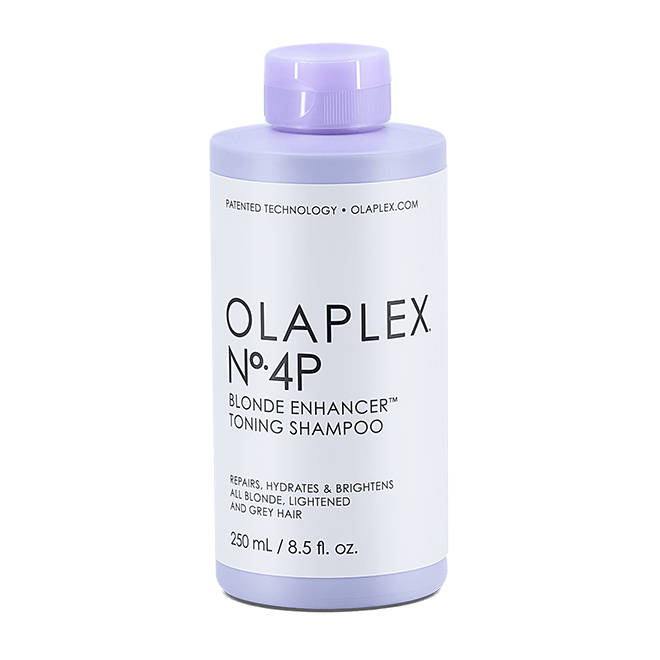 PATENTED TECHNOLOGY • OLAPLEX.COM
OLAPLEX.
Nº.4P
BLONDE ENHANCER™
TONING SHAMPOO
REPAIRS, HYDRATES & BRIGHTENS
ALL BLONDE, LIGHTENED
AND GREY HAIR
250 mL / 8.5 fl. oz.